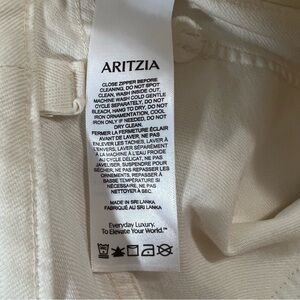 ARITZIA
CLOSE ZIPPER BEFORE
CLEANING, DO NOT SPOT
CLEAN, WASH INSIDE OUT,
MACHINE WASH COLD GENTLE
CYCLE SEPARATELY, DO NOT
BLEACH, HANG TO DRY, DO NOT
IRON ORNAMENTATION, COOL
IRON ONLY IF NEEDED, DO NOT
DRY CLEAN.
FERMER LA FERMETURE ÉCLAIR
AVANT DE LAVER, NE PAS
ENLEVER LES TACHES, LAVER
À L'ENVERS, LAVER SÉPARÉMENT
À LA MACHINE À L'EAU FROID
AU CYCLE DÉLICAT, NE PAS
JAVELISER, SUSPENDRE POUR
SÉCHER, NE PAS REPASSER LES
ORNEMENTS, REPASSER À
BASSE TEMPÉRATURE SI
NÉCESSAIRE, NE PAS
NETTOYER À SEC.
MADE IN SRI LANKA
FABRIQUÉ AU SRI LANKA
Everyday Luxury.
To Elevate Your World.™